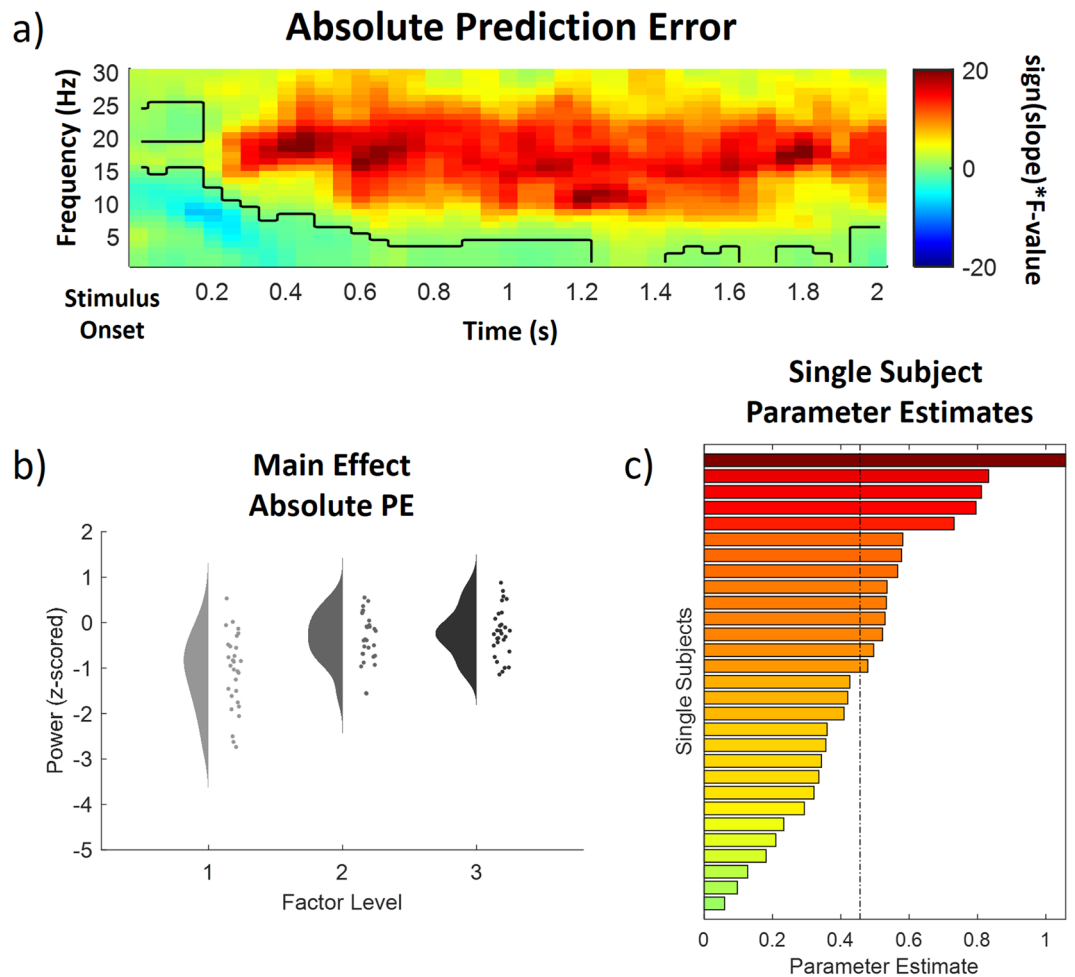 a)
Absolute Prediction Error
Frequency (Hz)
30
25
20
15
10
5
Stimulus
Onset
0.2 0.4 0.6 0.8 1 1.2 1.4 1.6 1.8 2
Time (s)
20
0
-20
sign(slope)*F-value
b)
Main Effect
Absolute PE
Power (z-scored)
2
1
0
-1
-2
-3
-4
-5
1 2 3
Factor Level
Single Subject
Parameter Estimates
c)
Single Subjects
0 0.2 0.4 0.6 0.8 1
Parameter Estimate